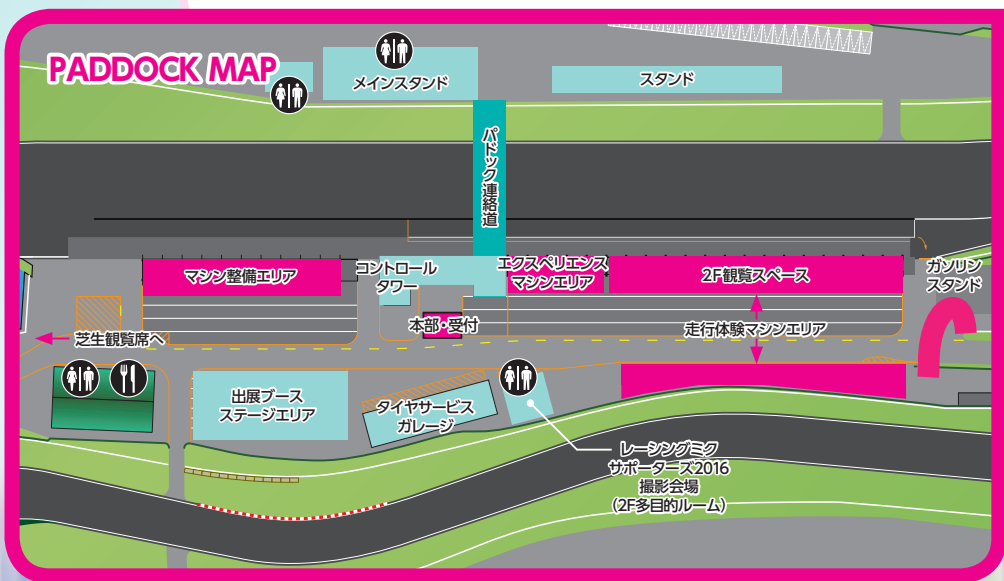 PADDOCK MAP
メインスタンド
スタンド
パドック連絡道
マシン整備エリア
コントロール
タワー
エクスペリエンス
マシンエリア
2F観覧スペース
ガソリン
スタンド
本部・受付
走行体験マシンエリア
芝生観覧席へ
出展ブース
ステージエリア
タイヤサービス
ガレージ
レーシングミク
サポーターズ2016
撮影会場
(2F多目的ルーム)